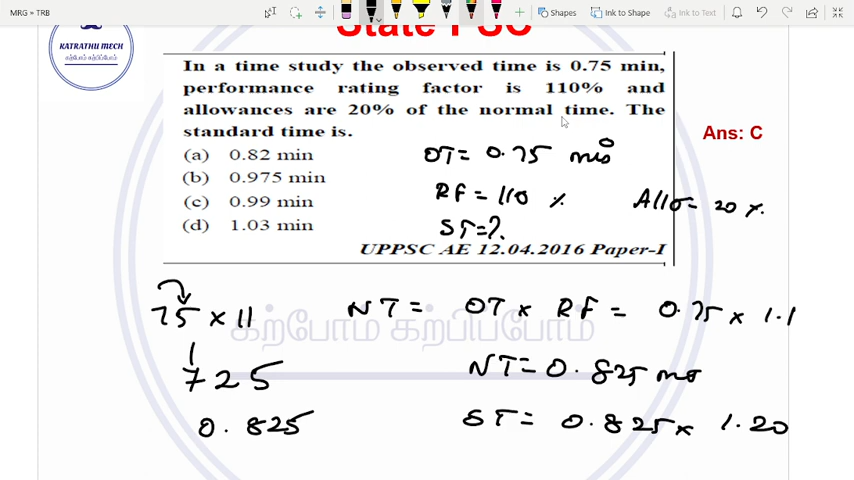 MRG » TRB
Shapes
Ink to Shape
Ink to Text
State PSC
KATRATHU MECH
கற்போம் கற்பிப்போம்
In a time study the observed time is 0.75 min,
performance rating factor is 110% and
allowances are 20% of the normal time. The
standard time is.
(a) 0.82 min
(b) 0.975 min
(c) 0.99 min
(d) 1.03 min
UPPSC AE 12.04.2016 Paper-I
Ans: C
OT = 0.75 min
RF = 110 %
Allo = 20 %.
ST = ?.
75 × 11
NT = OT × RF = 0.75 × 1.1
கற்போம் கற்பிப்போம்
1
725
NT = 0.825 min
0.825
ST = 0.825 × 1.20